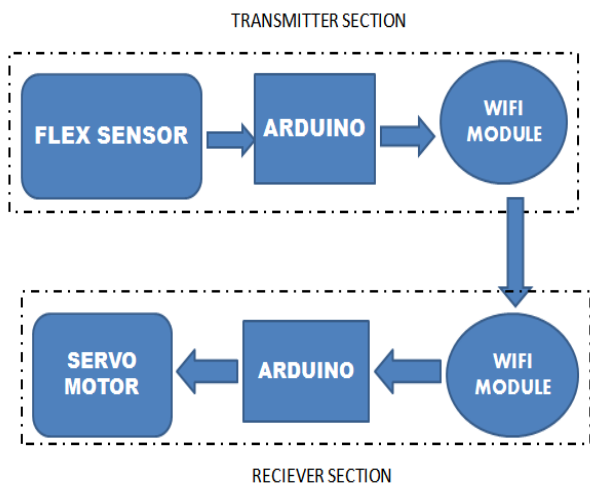 TRANSMITTER SECTION
FLEX SENSOR
ARDUINO
WIFI
MODULE
SERVO
MOTOR
ARDUINO
WIFI
MODULE
RECIEVER SECTION